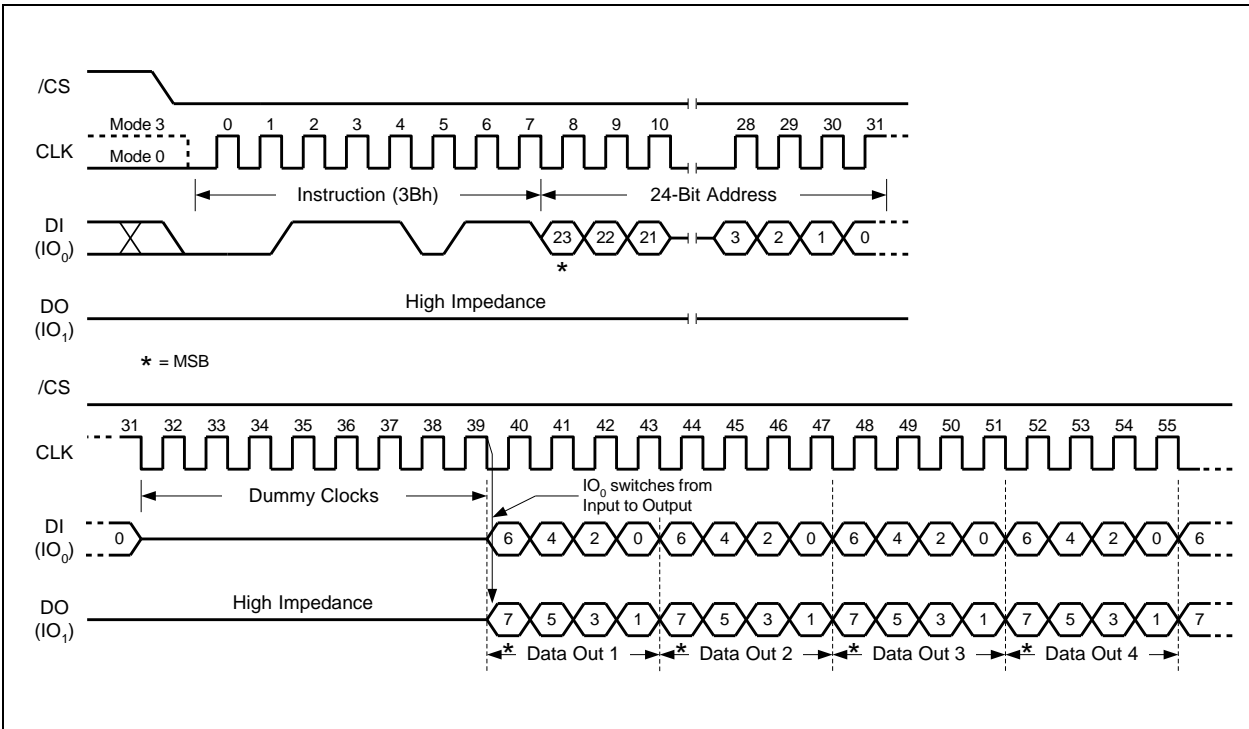 /CS
Mode 3 0 1 2 3 4 5 6 7 8 9 10 28 29 30 31
CLK Mode 0
Instruction (3Bh) 24-Bit Address
DI
(IO0) 23 22 21 3 2 1 0
*
High Impedance
DO
(IO1)
* = MSB
/CS
31 32 33 34 35 36 37 38 39 40 41 42 43 44 45 46 47 48 49 50 51 52 53 54 55
CLK
Dummy Clocks
IO0 switches from
Input to Output
DI
(IO0) 0 6 4 2 0 6 4 2 0 6 4 2 0 6 4 2 0 6
High Impedance
DO
(IO1) 7 5 3 1 7 5 3 1 7 5 3 1 7 5 3 1 7
* Data Out 1 * Data Out 2 * Data Out 3 * Data Out 4